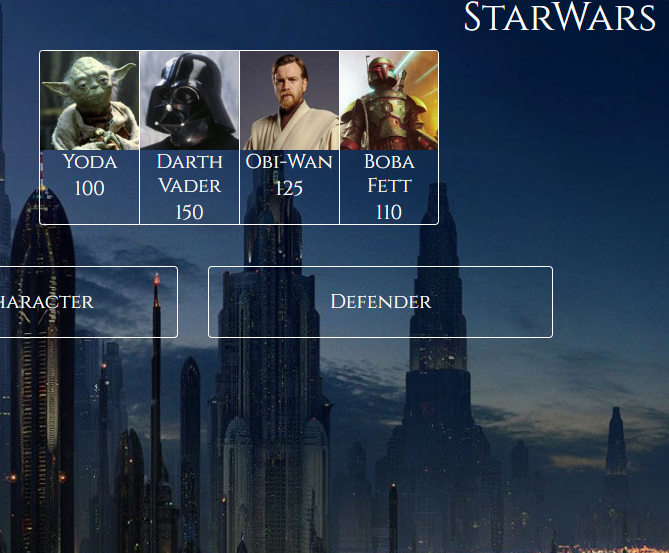 StarWars
Yoda
100
Darth
Vader
150
Obi-Wan
125
Boba
Fett
110
haracter
Defender